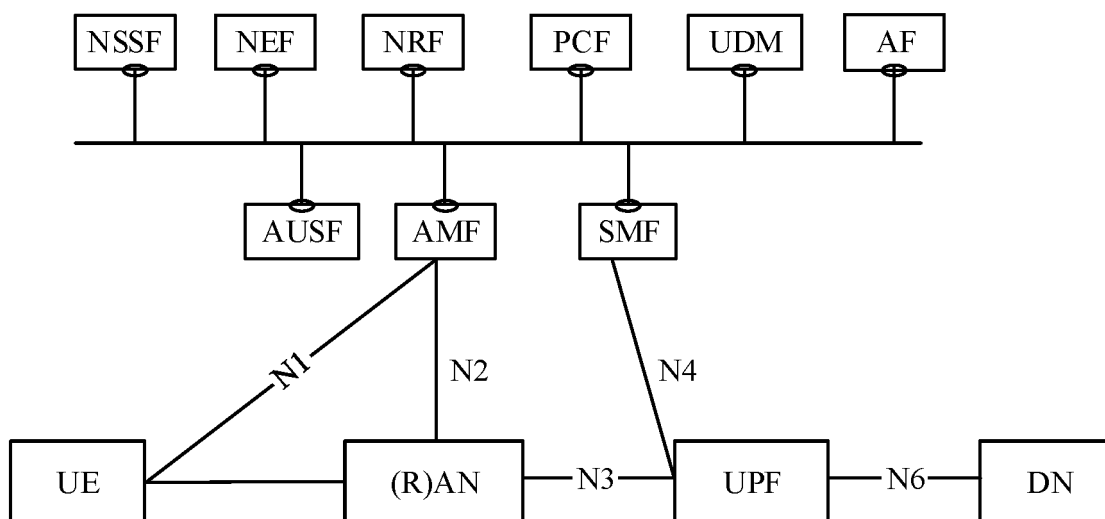 NSSF NEF NRF PCF UDM AF
AUSF AMF SMF
N1 N2 N4
UE (R)AN N3 UPF N6 DN